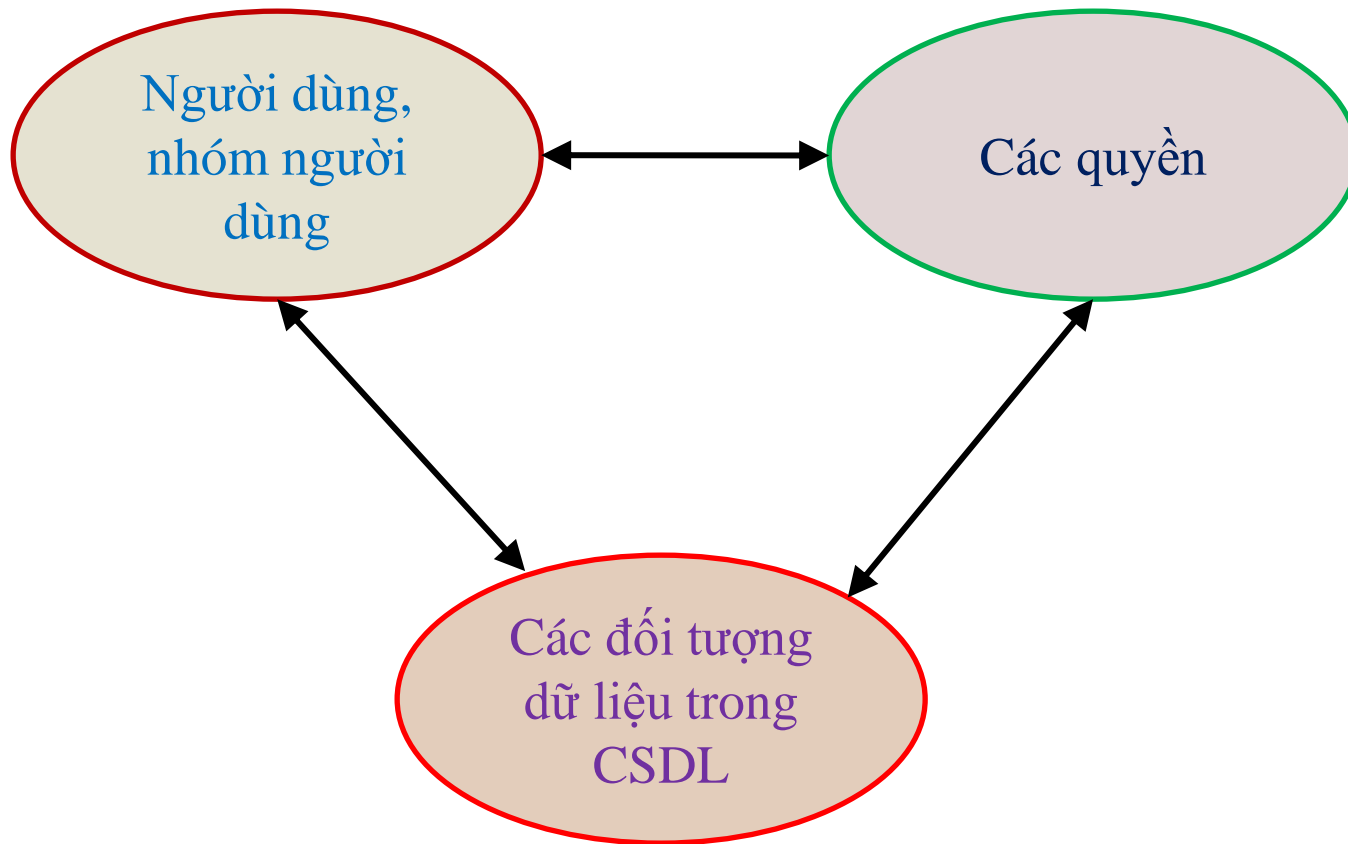 Người dùng,
nhóm người
dùng
Các quyền
Các đối tượng
dữ liệu trong
CSDL